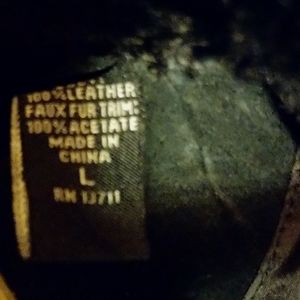 100% LEATHER
FAUX FUR TRIM:
100% ACETATE
MADE IN
CHINA
L
RN 13711